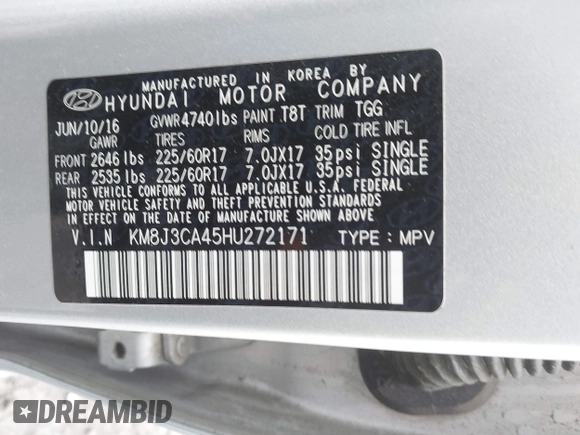 MANUFACTURED IN KOREA BY
HYUNDAI MOTOR COMPANY
JUN/10/16 GVWR 4740lbs PAINT T8T TRIM TGG
GAWR TIRES RIMS COLD TIRE INFL
FRONT 2646 lbs 225/60R17 7.0JX17 35psi SINGLE
REAR 2535 lbs 225/60R17 7.0JX17 35psi SINGLE
THIS VEHICLE CONFORMS TO ALL APPLICABLE U.S.A. FEDERAL
MOTOR VEHICLE SAFETY AND THEFT PREVENTION STANDARDS
IN EFFECT ON THE DATE OF MANUFACTURE SHOWN ABOVE.
V.I.N KM8J3CA45HU272171 TYPE : MPV
DREAMBID